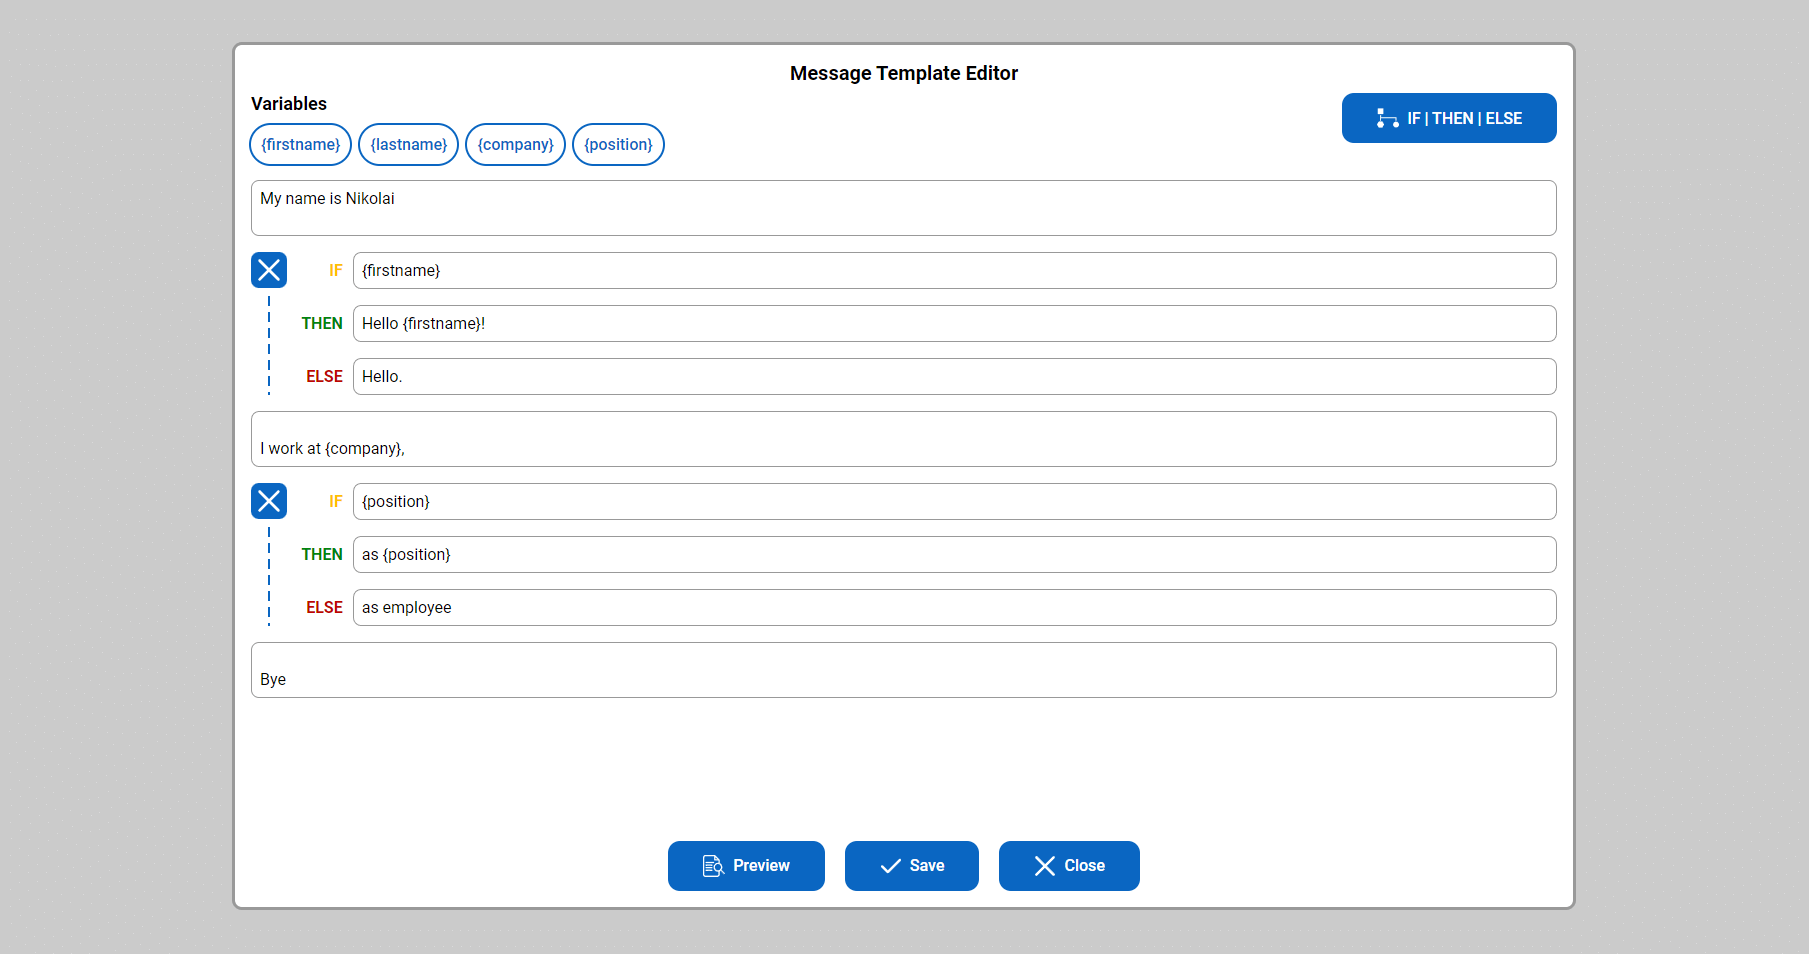 Message Template Editor
Variables
IF | THEN | ELSE
{firstname} {lastname} {company} {position}
My name is Nikolai
IF {firstname}
THEN Hello {firstname}!
ELSE Hello.
I work at {company},
IF {position}
THEN as {position}
ELSE as employee
Bye
Preview Save Close